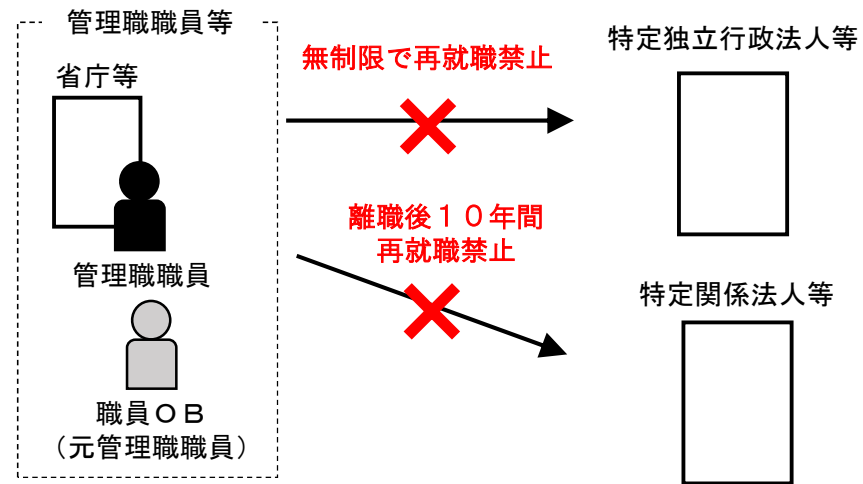 管理職職員等
省庁等
管理職職員
職員ＯＢ
（元管理職職員）
無制限で再就職禁止
離職後１０年間
再就職禁止
特定独立行政法人等
特定関係法人等